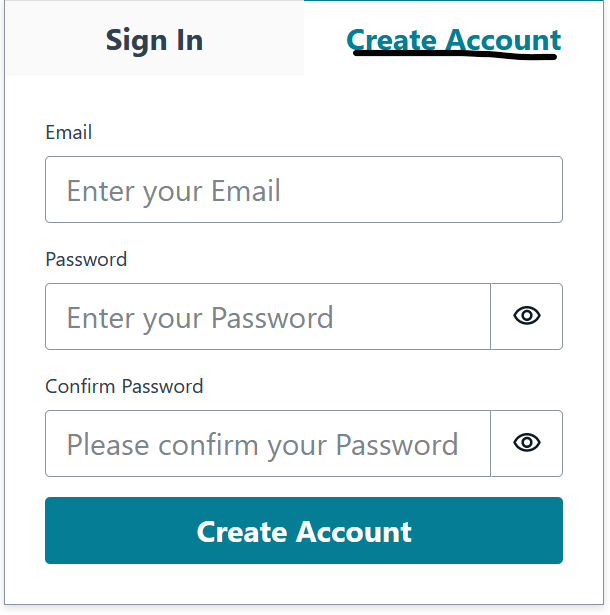 Sign In
Create Account
Email
Enter your Email
Password
Enter your Password
Confirm Password
Please confirm your Password
Create Account